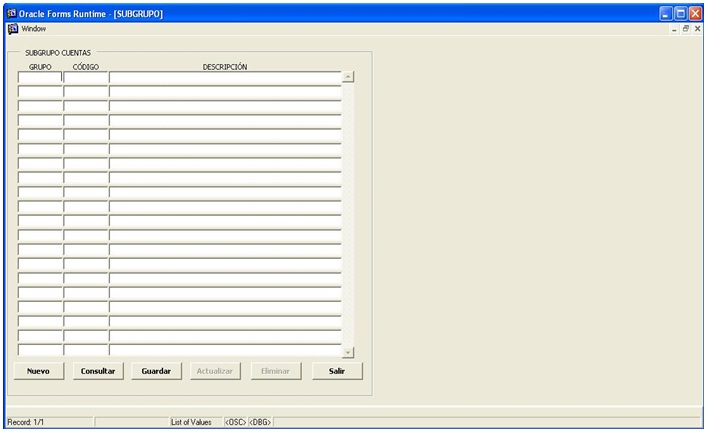 Oracle Forms Runtime - [SUBGRUPO]
Window
SUBGRUPO CUENTAS
GRUPO CÓDIGO DESCRIPCIÓN
Nuevo Consultar Guardar Actualizar Eliminar Salir
Record: 1/1 List of Values <OSC> <DBG>